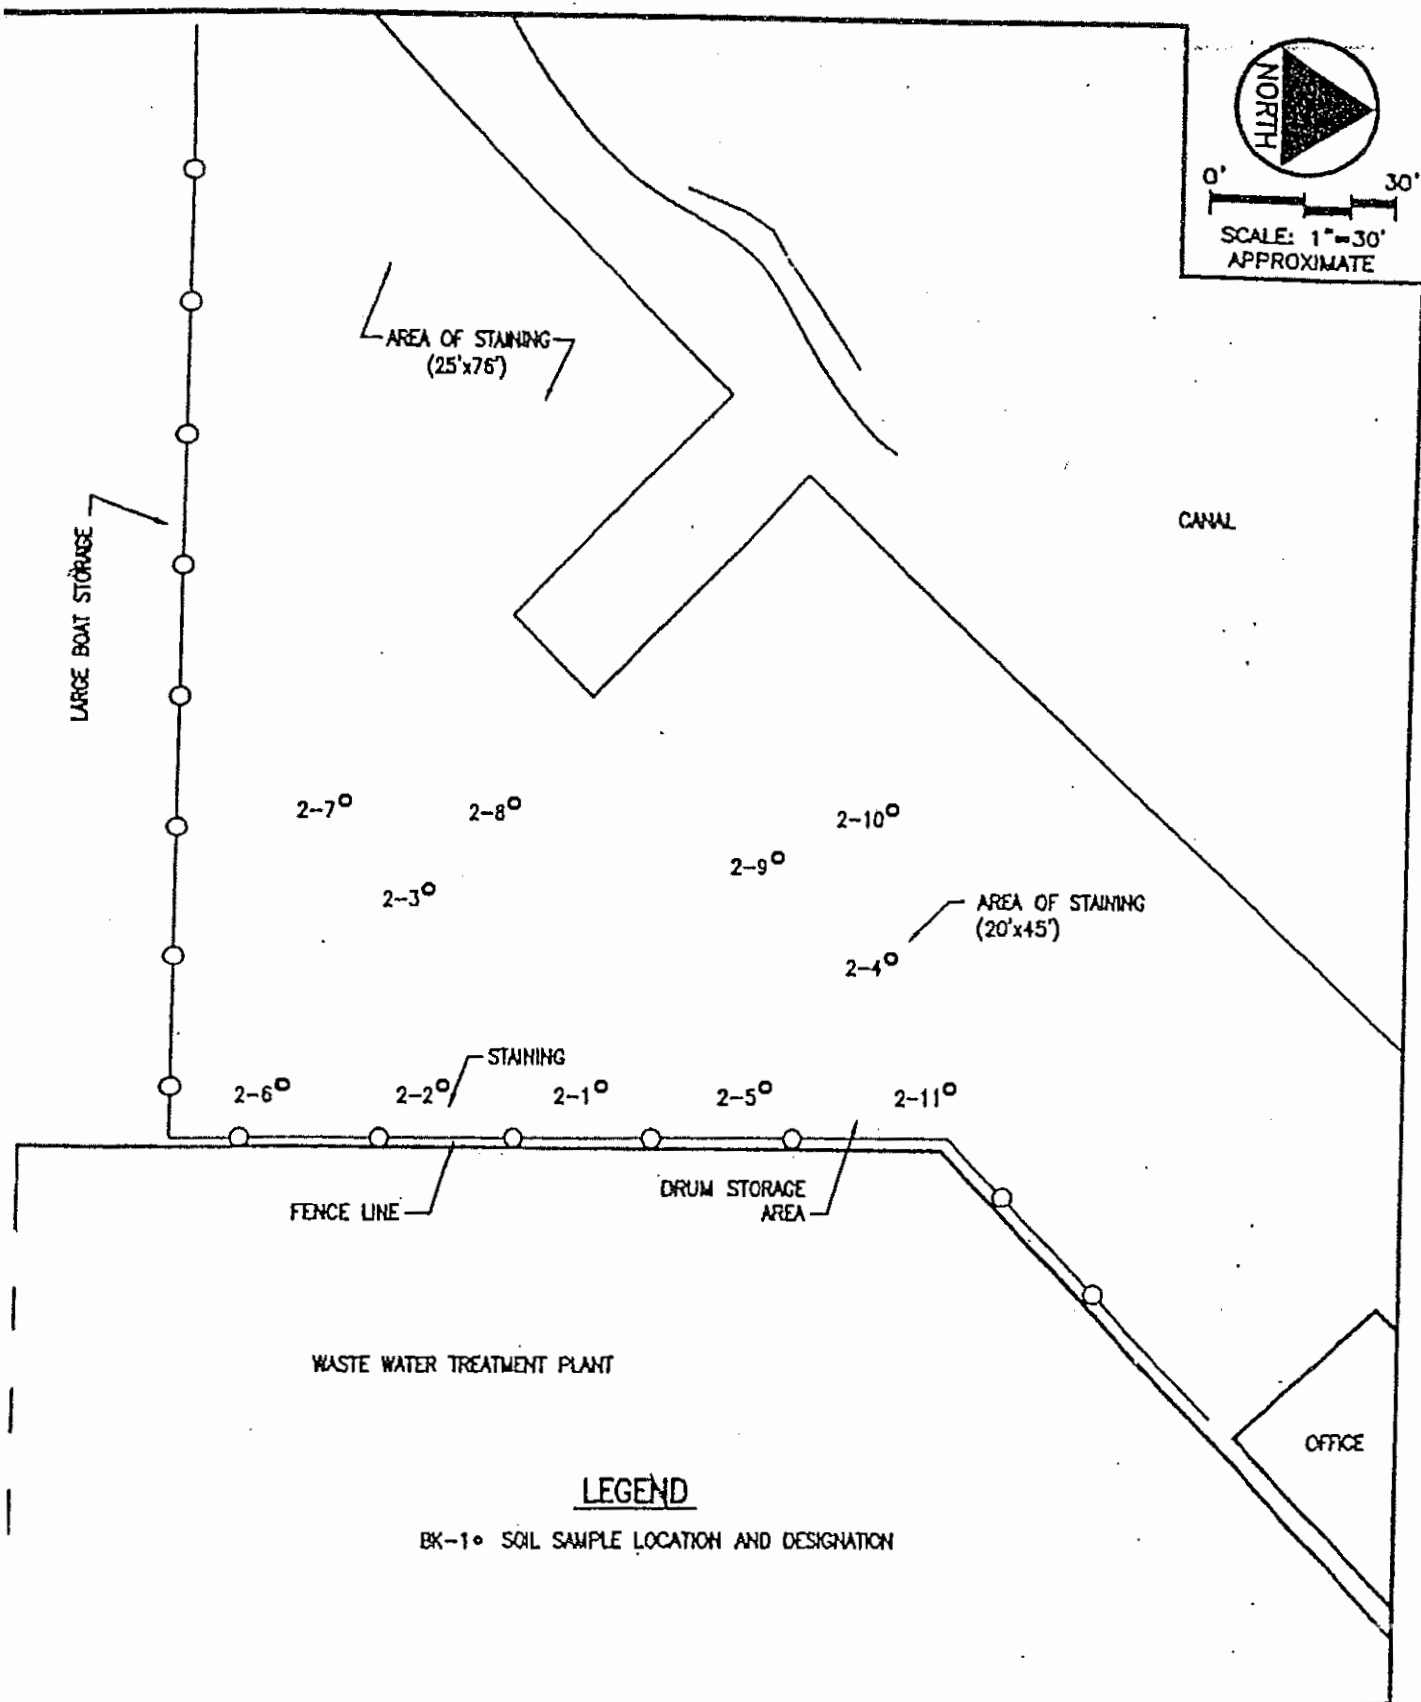 NORTH
0' 30'
SCALE: 1"=30'
APPROXIMATE
AREA OF STAINING
(25'x76')
LARGE BOAT STORAGE
CANAL
2-7
2-8
2-10
2-9
2-3
AREA OF STAINING
(20'x45')
2-4
STAINING
2-6
2-2
2-1
2-5
2-11
FENCE LINE
DRUM STORAGE
AREA
WASTE WATER TREATMENT PLANT
OFFICE
LEGEND
BK-1 SOIL SAMPLE LOCATION AND DESIGNATION